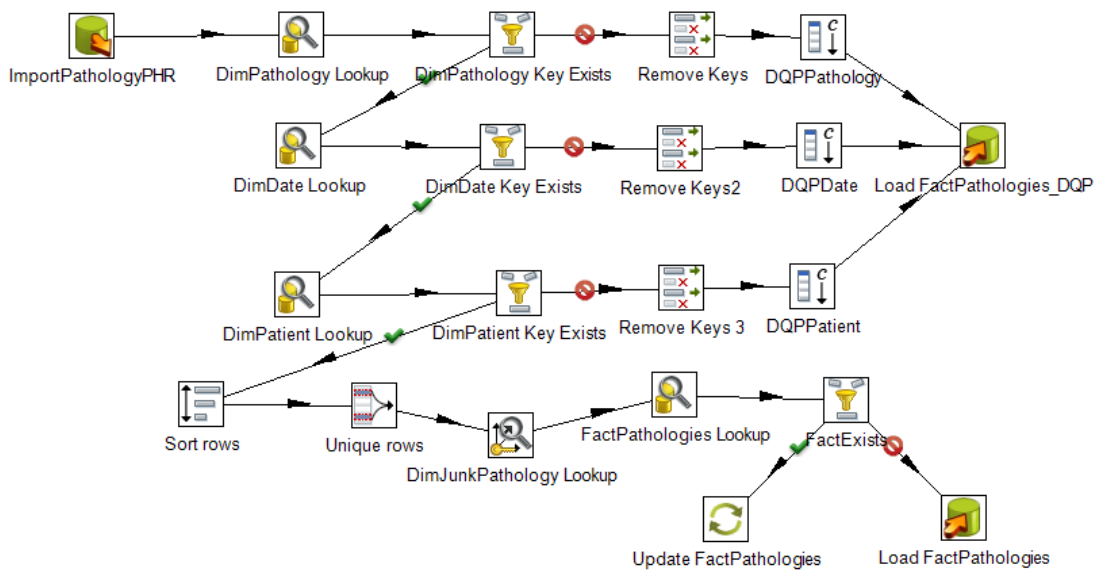 ImportPathologyPHR
DimPathology Lookup
DimPathology Key Exists
Remove Keys
DQPPathology
DimDate Lookup
DimDate Key Exists
Remove Keys2
DQPDate
Load FactPathologies_DQP
DimPatient Lookup
DimPatient Key Exists
Remove Keys 3
DQPPatient
Sort rows
Unique rows
DimJunkPathology Lookup
FactPathologies Lookup
FactExists
Update FactPathologies
Load FactPathologies